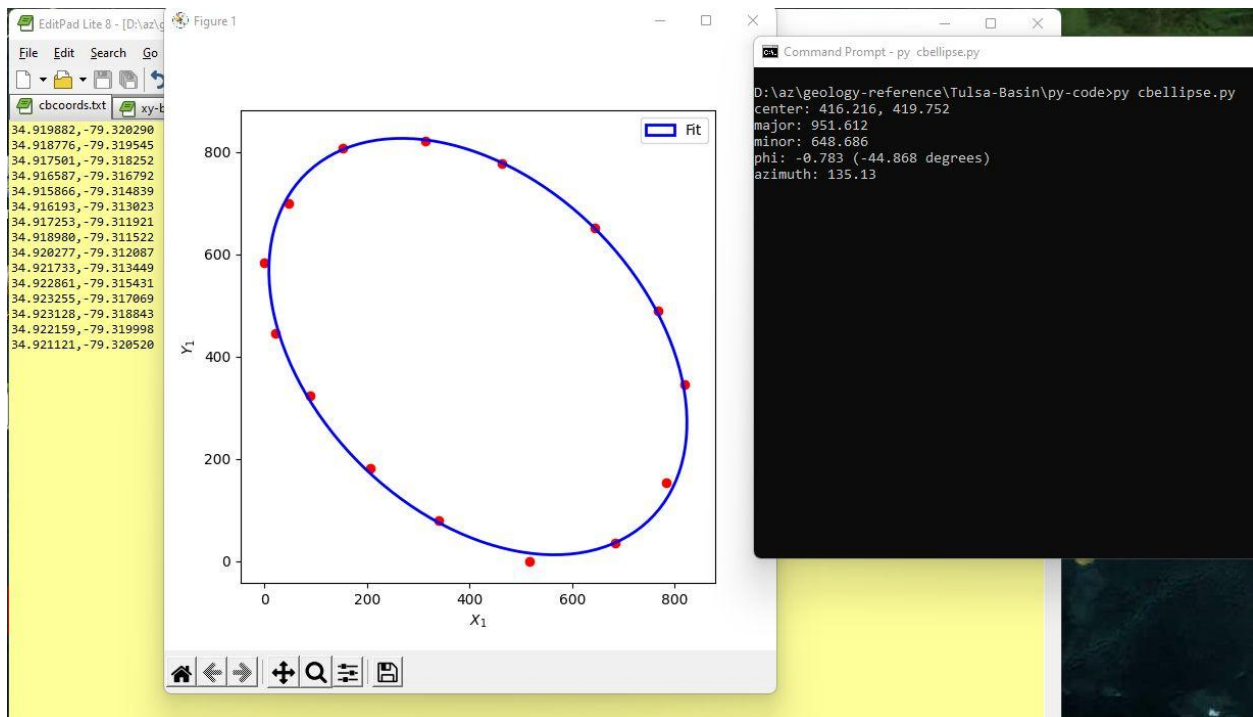 EditPad Lite 8 - [D:\az\g
File Edit Search Go
cbcoords.txt
xy-b
34.919882,-79.320290
34.918776,-79.319545
34.917501,-79.318252
34.916587,-79.316792
34.915866,-79.314839
34.916193,-79.313023
34.917253,-79.311921
34.918980,-79.311522
34.920277,-79.312087
34.921733,-79.313449
34.922861,-79.315431
34.923255,-79.317069
34.923128,-79.318843
34.922159,-79.319998
34.921121,-79.320520
Figure 1
Fit
800
600
400
200
0
Y₁
0 200 400 600 800
X₁
Command Prompt - py cbellipse.py
D:\az\geology-reference\Tulsa-Basin\py-code>py cbellipse.py
center: 416.216, 419.752
major: 951.612
minor: 648.686
phi: -0.783 (-44.868 degrees)
azimuth: 135.13